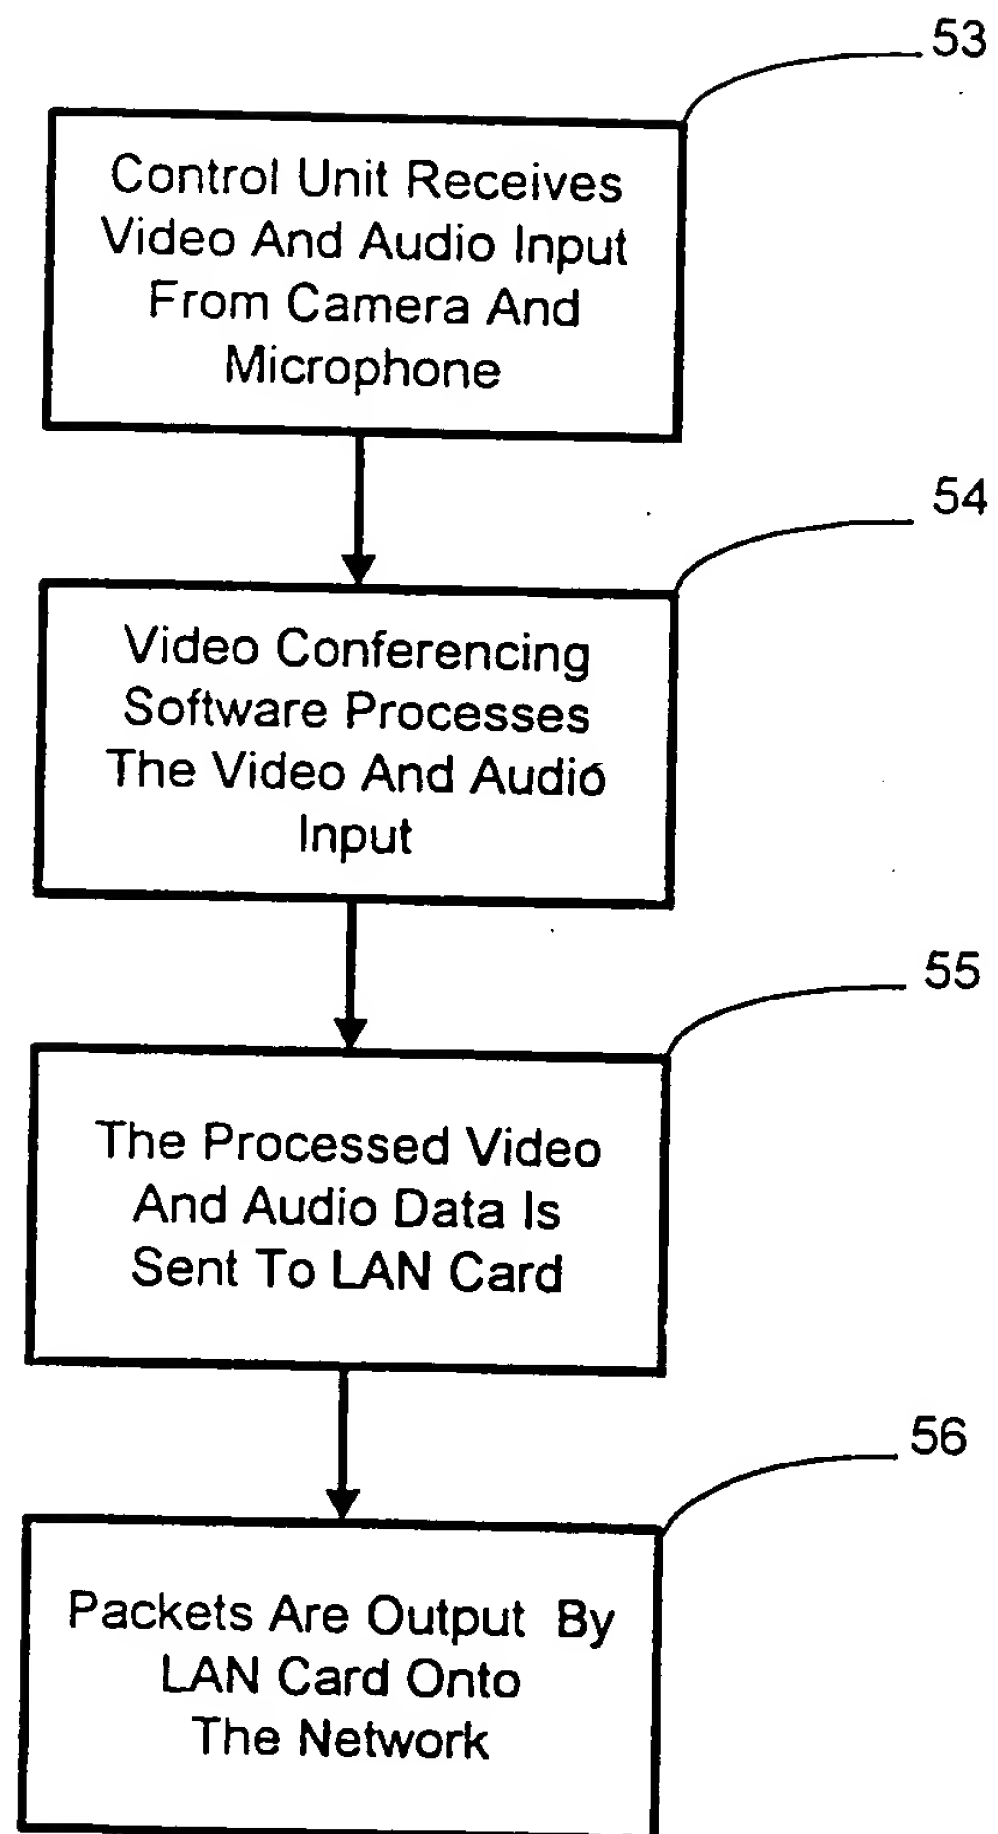 53
Control Unit Receives
Video And Audio Input
From Camera And
Microphone
54
Video Conferencing
Software Processes
The Video And Audio
Input
55
The Processed Video
And Audio Data Is
Sent To LAN Card
56
Packets Are Output By
LAN Card Onto
The Network